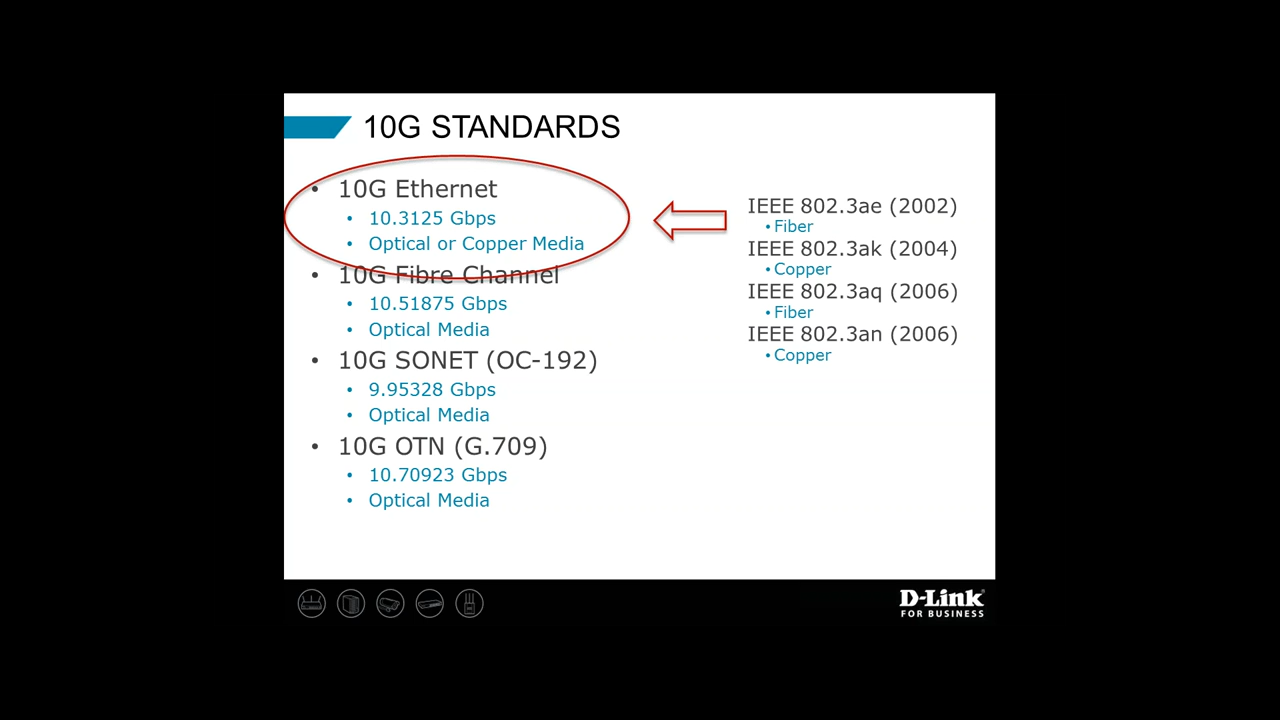 10G STANDARDS
• 10G Ethernet
• 10.3125 Gbps
• Optical or Copper Media
• 10G Fibre Channel
• 10.51875 Gbps
• Optical Media
• 10G SONET (OC-192)
• 9.95328 Gbps
• Optical Media
• 10G OTN (G.709)
• 10.70923 Gbps
• Optical Media
IEEE 802.3ae (2002)
• Fiber
IEEE 802.3ak (2004)
• Copper
IEEE 802.3aq (2006)
• Fiber
IEEE 802.3an (2006)
• Copper
D-Link
FOR BUSINESS